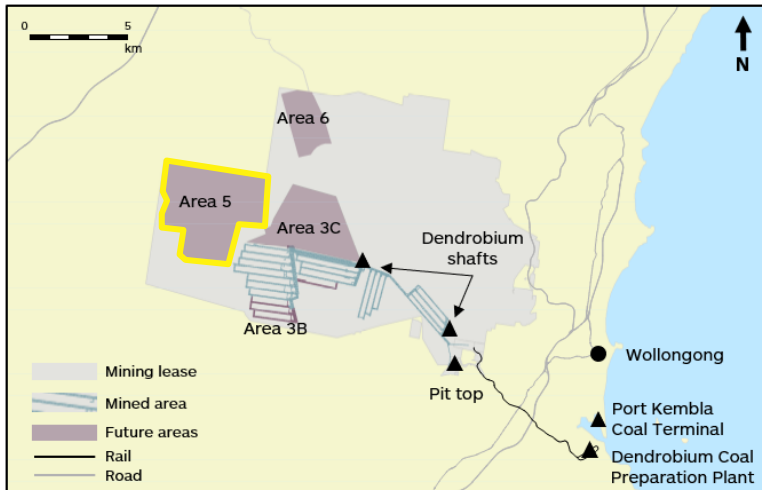 0 5
km
N
Area 6
Area 5
Area 3C
Dendrobium
shafts
Area 3B
Pit top
Wollongong
Port Kembla
Coal Terminal
Dendrobium Coal
Preparation Plant
Mining lease
Mined area
Future areas
Rail
Road